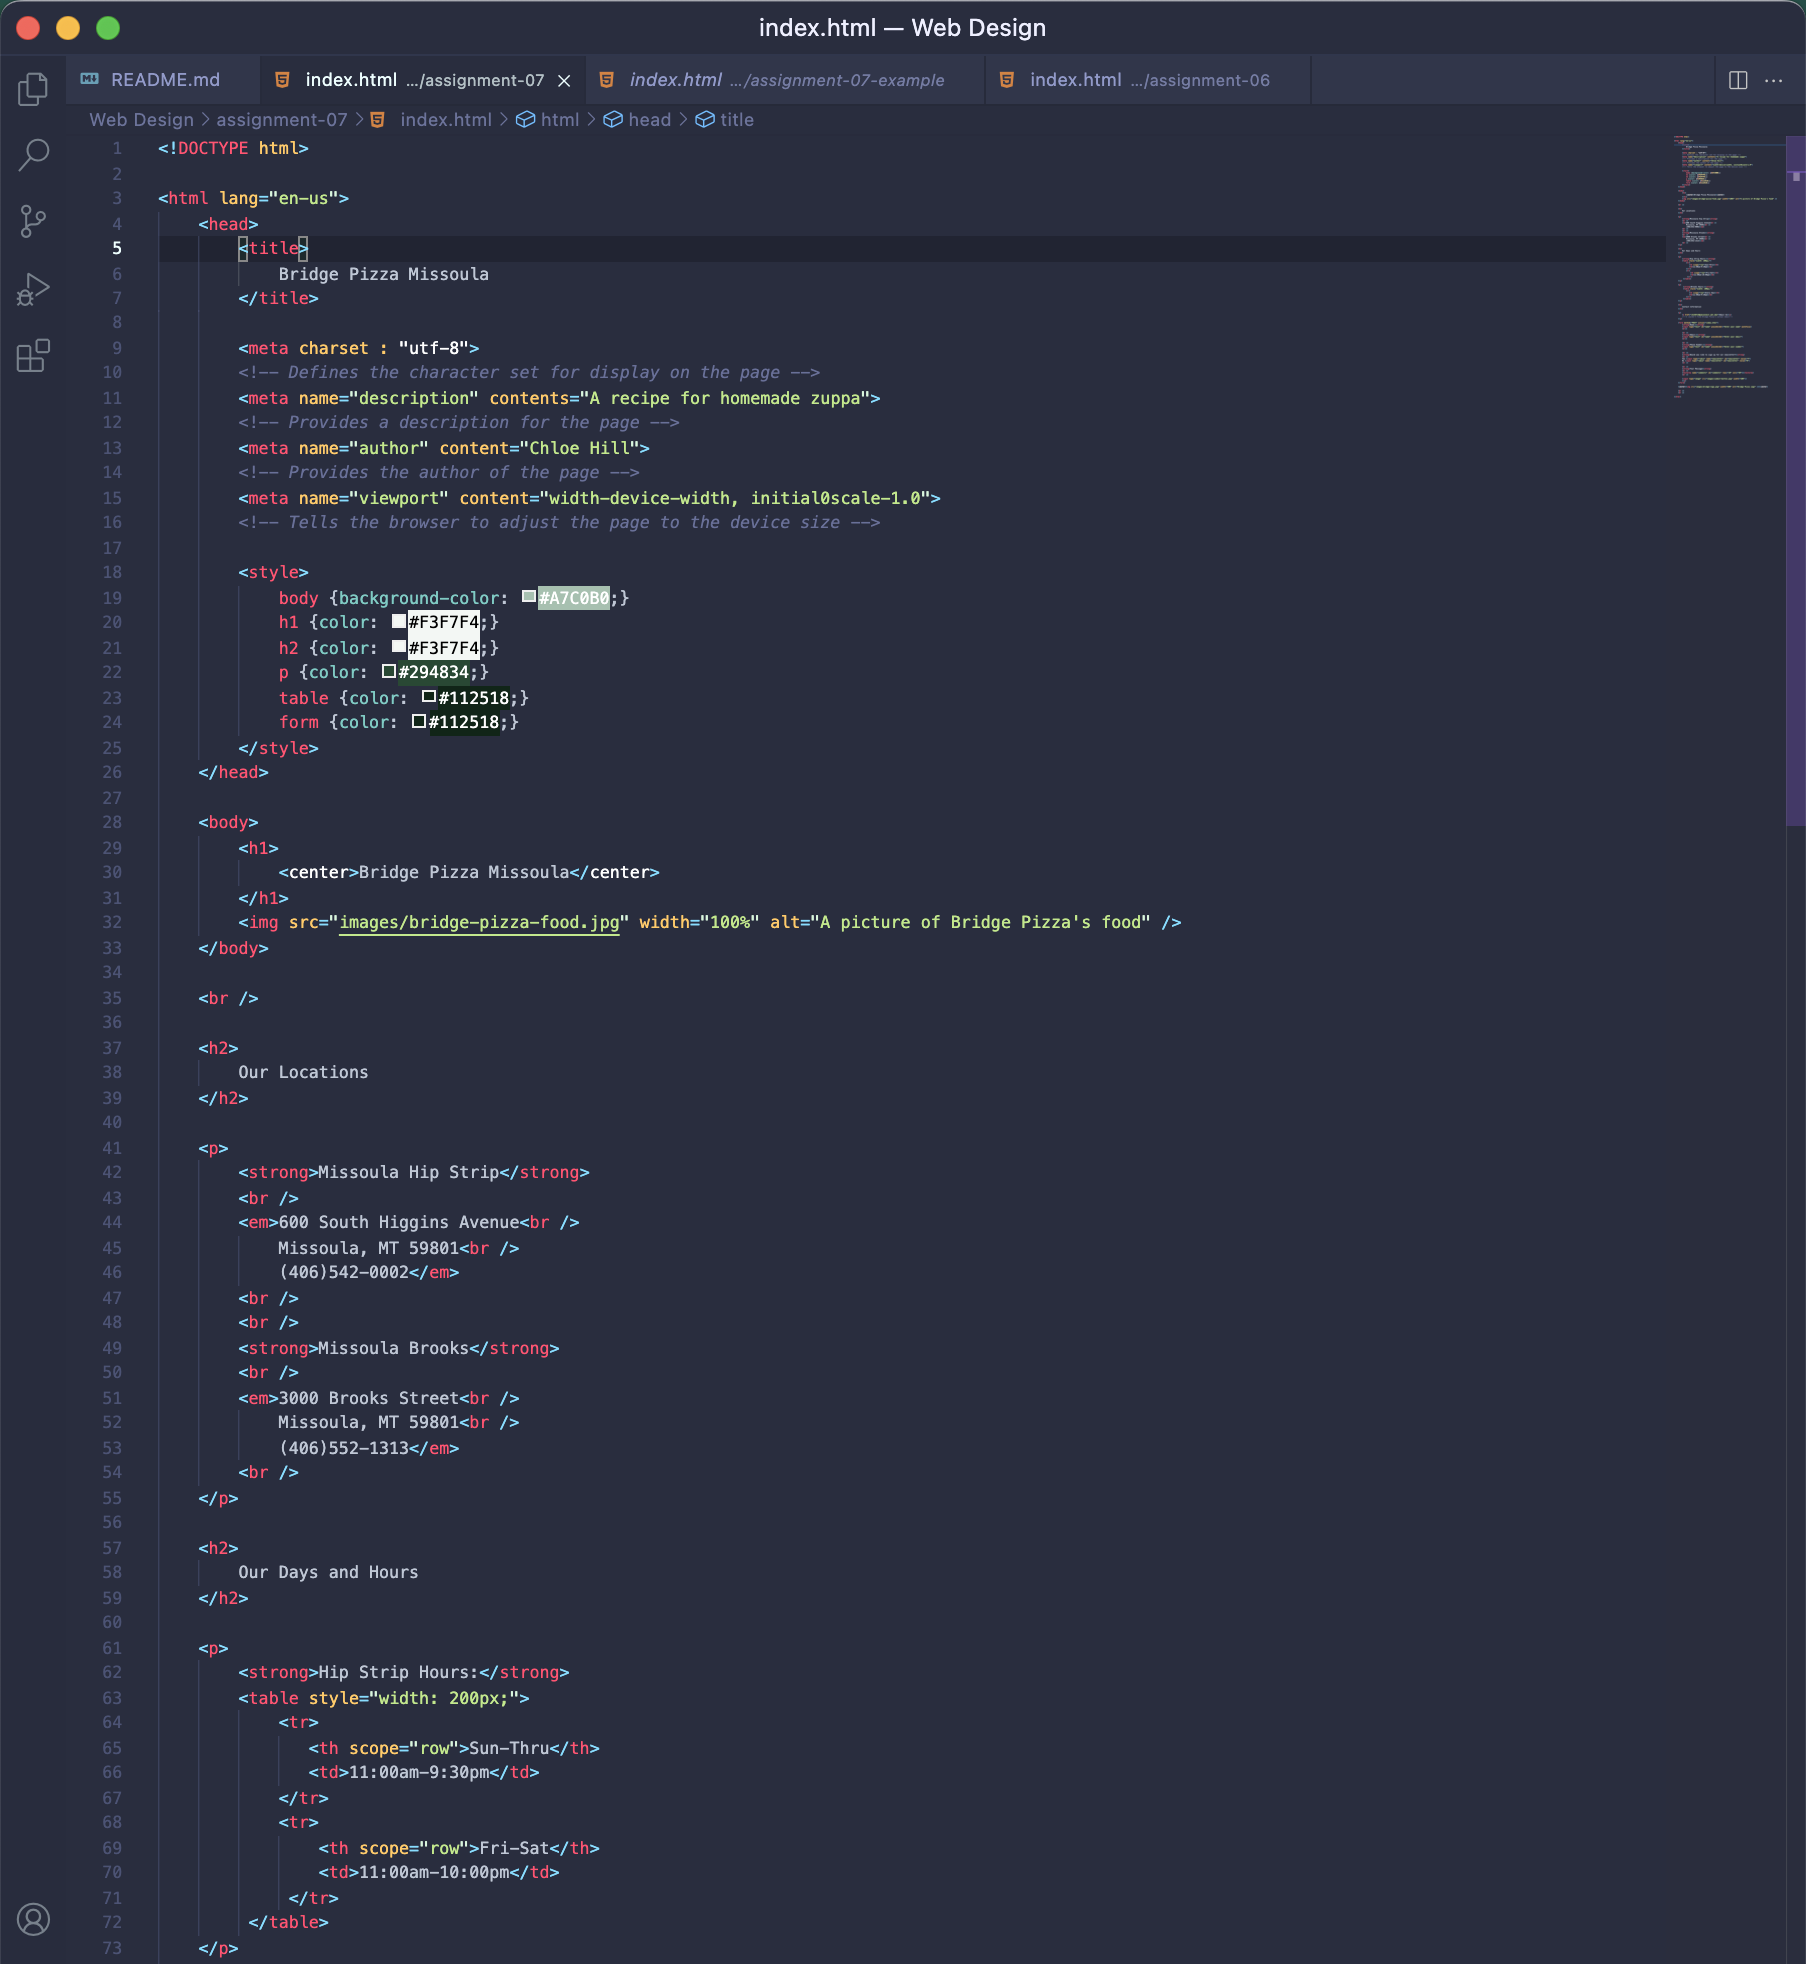 index.html — Web Design
README.md index.html .../assignment-07 index.html .../assignment-07-example index.html .../assignment-06
Web Design > assignment-07 > index.html > html > head > title
1 <!DOCTYPE html>
2
3 <html lang="en-us">
4 <head>
5 <title>
6 Bridge Pizza Missoula
7 </title>
8
9 <meta charset : "utf-8">
10 <!-- Defines the character set for display on the page -->
11 <meta name="description" contents="A recipe for homemade zuppa">
12 <!-- Provides a description for the page -->
13 <meta name="author" content="Chloe Hill">
14 <!-- Provides the author of the page -->
15 <meta name="viewport" content="width-device-width, initial0scale-1.0">
16 <!-- Tells the browser to adjust the page to the device size -->
17
18 <style>
19 body {background-color: #A7C0B0;}
20 h1 {color: #F3F7F4;}
21 h2 {color: #F3F7F4;}
22 p {color: #294834;}
23 table {color: #112518;}
24 form {color: #112518;}
25 </style>
26 </head>
27
28 <body>
29 <h1>
30 <center>Bridge Pizza Missoula</center>
31 </h1>
32 <img src="images/bridge-pizza-food.jpg" width="100%" alt="A picture of Bridge Pizza's food" />
33 </body>
34
35 <br />
36
37 <h2>
38 Our Locations
39 </h2>
40
41 <p>
42 <strong>Missoula Hip Strip</strong>
43 <br />
44 <em>600 South Higgins Avenue<br />
45 Missoula, MT 59801<br />
46 (406)542-0002</em>
47 <br />
48 <br />
49 <strong>Missoula Brooks</strong>
50 <br />
51 <em>3000 Brooks Street<br />
52 Missoula, MT 59801<br />
53 (406)552-1313</em>
54 <br />
55 </p>
56
57 <h2>
58 Our Days and Hours
59 </h2>
60
61 <p>
62 <strong>Hip Strip Hours:</strong>
63 <table style="width: 200px;">
64 <tr>
65 <th scope="row">Sun-Thru</th>
66 <td>11:00am-9:30pm</td>
67 </tr>
68 <tr>
69 <th scope="row">Fri-Sat</th>
70 <td>11:00am-10:00pm</td>
71 </tr>
72 </table>
73 </p>